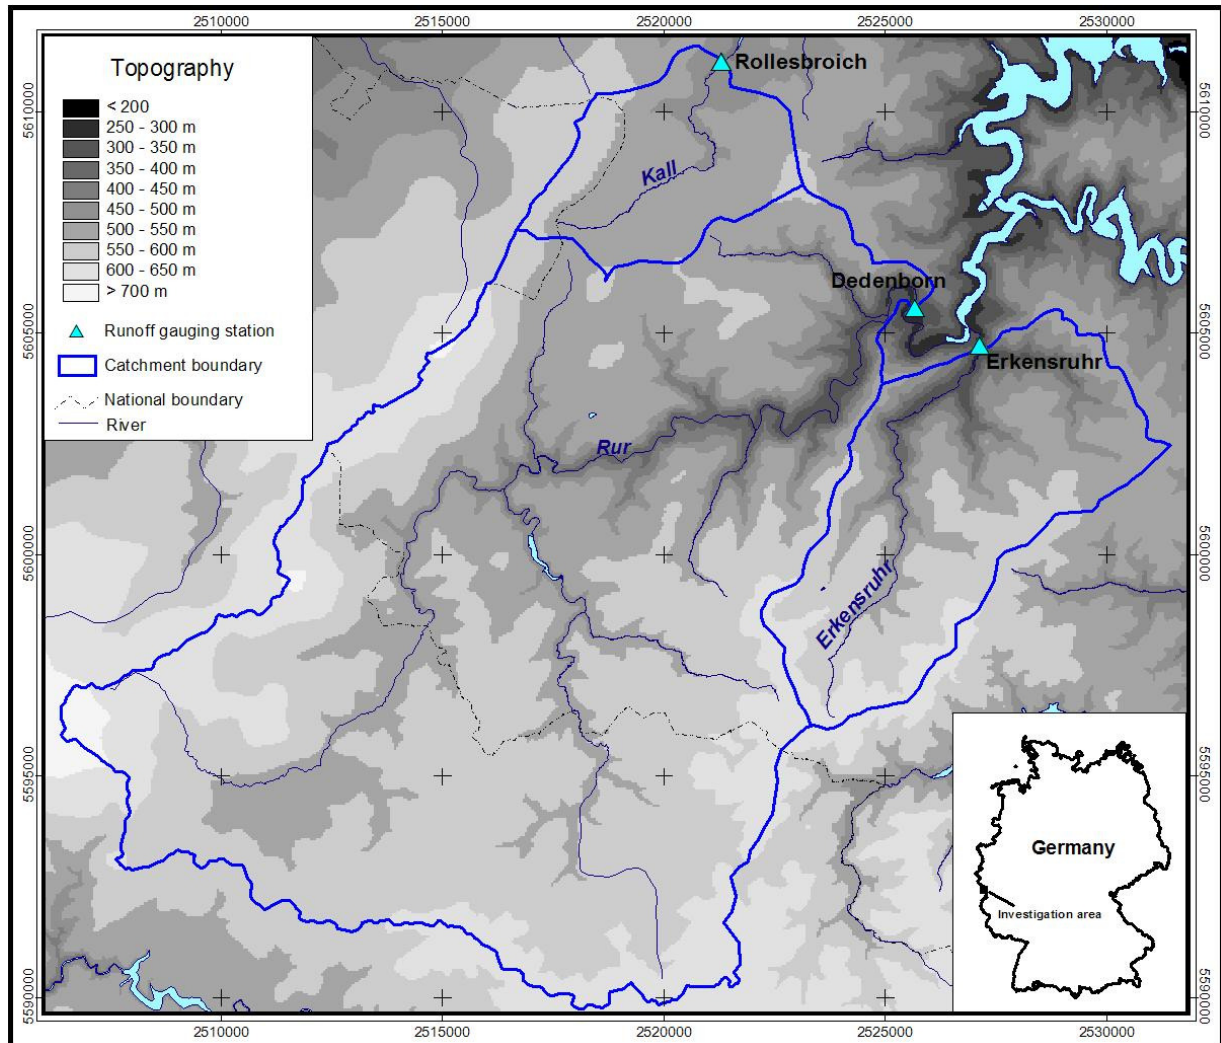 2510000 2515000 2520000 2525000 2530000
Topography
< 200
250 - 300 m
300 - 350 m
350 - 400 m
400 - 450 m
450 - 500 m
500 - 550 m
550 - 600 m
600 - 650 m
> 700 m
Runoff gauging station
Catchment boundary
National boundary
River
Rollesbroich
Kall
Dedenborn
Erkensruhr
Rur
Erkensruhr
Germany
Investigation area
5610000
5605000
5600000
5595000
5590000
5610000
5605000
5600000
5595000
5590000
2510000 2515000 2520000 2525000 2530000